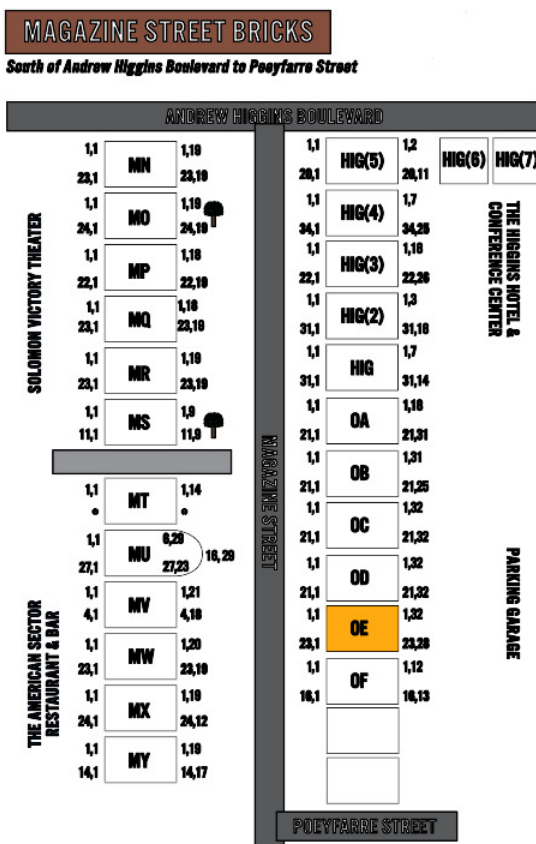 MAGAZINE STREET BRICKS
South of Andrew Higgins Boulevard to Poeyfarre Street
ANDREW HIGGINS BOULEVARD
SOLOMON VICTORY THEATER
1,1 MN 1,19
23,1 23,19
1,1 MO 1,19
24,1 24,19
1,1 MP 1,18
22,1 22,19
1,1 MQ 1,18
23,1 23,18
1,1 MR 1,19
23,1 23,19
1,1 MS 1,9
11,1 11,9
THE AMERICAN SECTOR
RESTAURANT & BAR
1,1 MT 1,14
1,1 MU 6,29
16,29
27,1 27,23
1,1 MV 1,21
4,1 4,18
1,1 MW 1,20
23,1 23,19
1,1 MX 1,19
24,1 24,12
1,1 MY 1,19
14,1 14,17
MAGAZINE STREET
1,1 HIG(5) 1,2
20,1 20,11
HIG(6) HIG(7)
1,1 HIG(4) 1,7
34,1 34,25
1,1 HIG(3) 1,18
22,1 22,26
1,1 HIG(2) 1,3
31,1 31,18
1,1 HIG 1,7
31,1 31,14
1,1 OA 1,18
21,1 21,31
1,1 OB 1,31
21,1 21,25
1,1 OC 1,32
21,1 21,32
1,1 OD 1,32
21,1 21,32
1,1 OE 1,32
23,1 23,28
1,1 OF 1,12
16,1 16,13
THE HIGGINS HOTEL &
CONFERENCE CENTER
PARKING GARAGE
POEYFARRE STREET